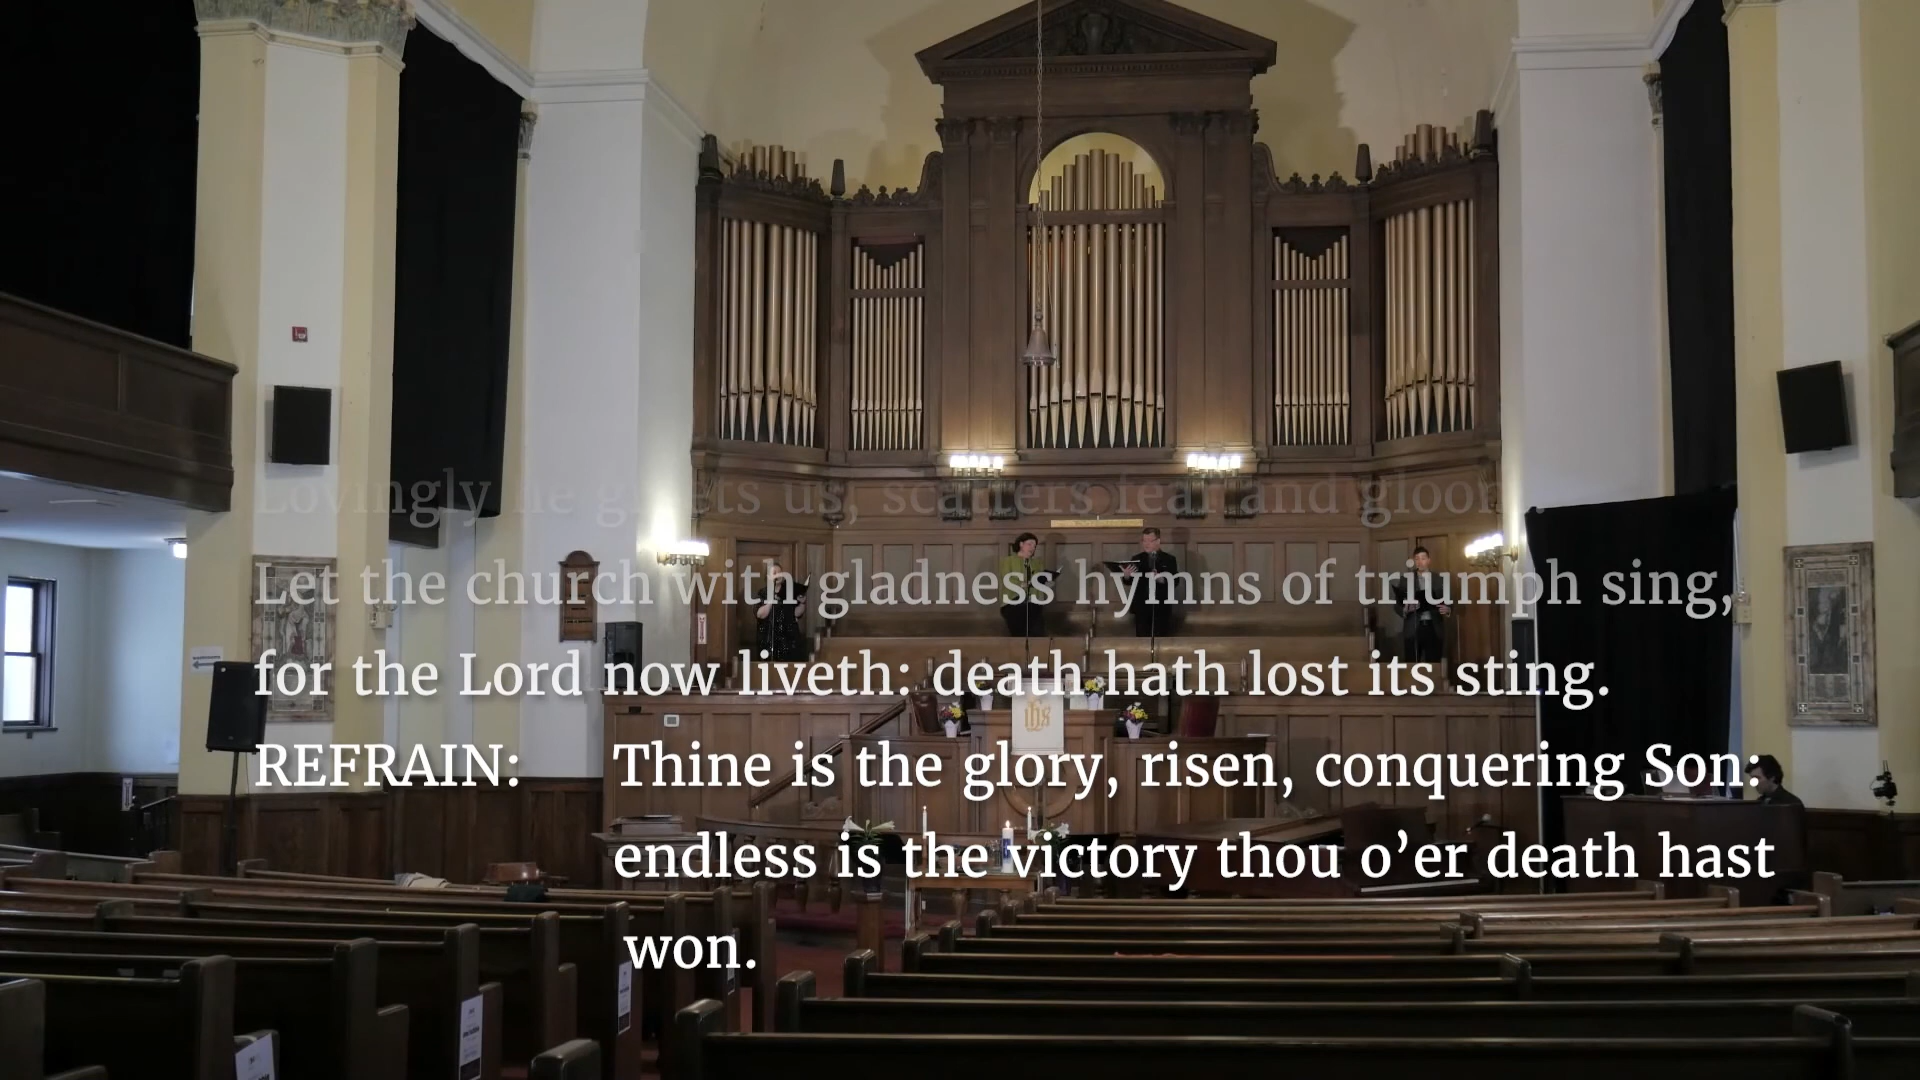 Lovingly he greets us, scatters fear and gloom
Let the church with gladness hymns of triumph sing,
for the Lord now liveth: death hath lost its sting.
REFRAIN: Thine is the glory, risen, conquering Son:
endless is the victory thou o’er death hast
won.
ihs